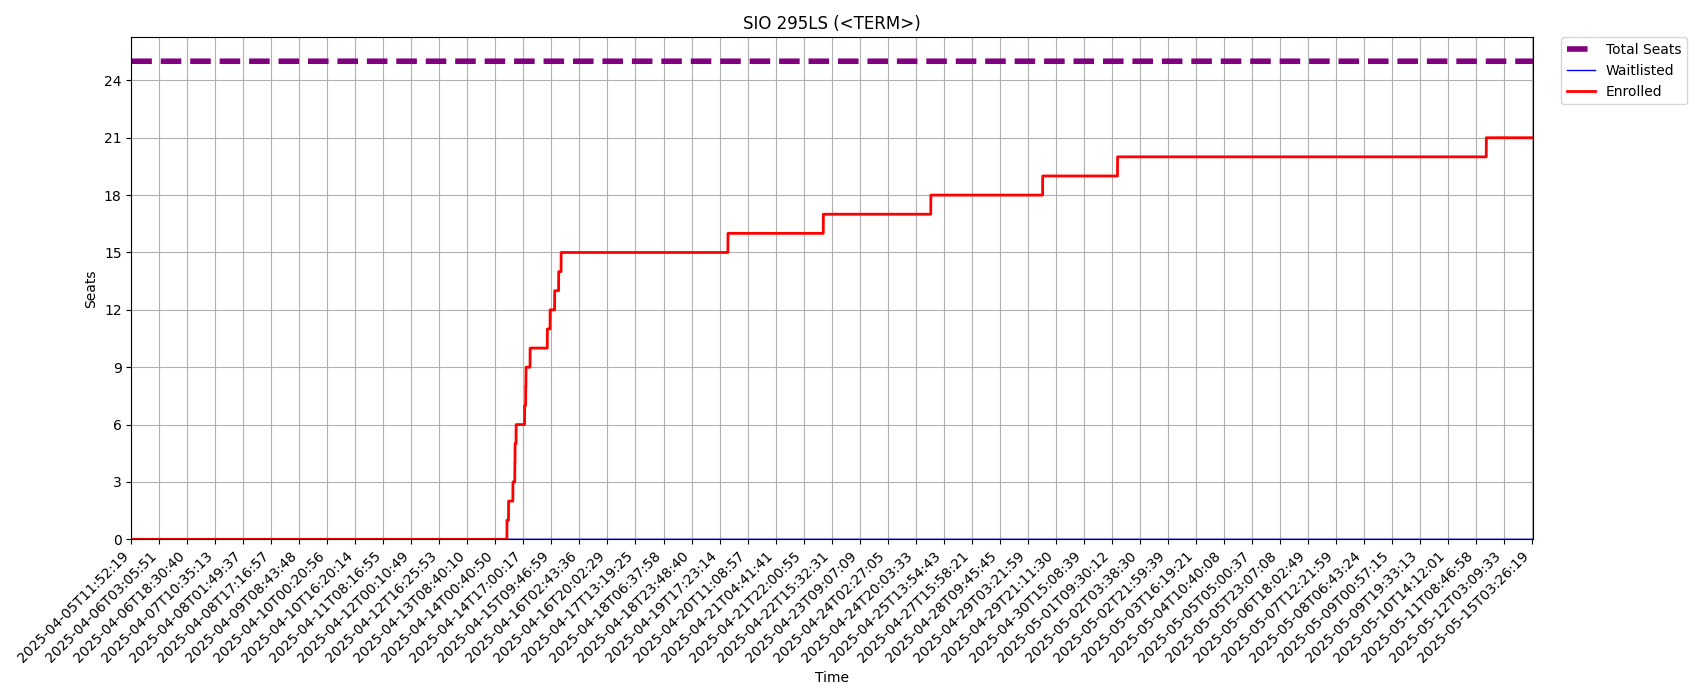 SIO 295LS (<TERM>)
Total Seats
Waitlisted
Enrolled
Seats
24
21
18
15
12
9
6
3
0
2025-04-05T11:52:19
2025-04-06T03:05:51
2025-04-06T18:30:40
2025-04-07T10:35:13
2025-04-08T01:49:37
2025-04-08T17:16:57
2025-04-09T08:43:48
2025-04-10T00:20:56
2025-04-10T16:20:14
2025-04-11T08:16:55
2025-04-12T00:10:49
2025-04-12T16:25:53
2025-04-13T08:40:10
2025-04-14T00:40:50
2025-04-14T17:00:17
2025-04-15T09:46:59
2025-04-16T02:43:36
2025-04-16T20:02:29
2025-04-17T13:19:25
2025-04-18T06:37:58
2025-04-18T23:48:40
2025-04-19T17:23:14
2025-04-20T11:08:57
2025-04-21T04:41:41
2025-04-21T22:00:55
2025-04-22T15:32:31
2025-04-23T09:07:09
2025-04-24T02:27:05
2025-04-24T20:03:33
2025-04-25T13:54:43
2025-04-27T15:58:21
2025-04-28T09:45:45
2025-04-29T03:21:59
2025-04-29T21:11:30
2025-04-30T15:08:39
2025-05-01T09:30:12
2025-05-02T03:38:30
2025-05-02T21:59:39
2025-05-03T16:19:21
2025-05-04T10:40:08
2025-05-05T05:00:37
2025-05-05T23:07:08
2025-05-06T18:02:49
2025-05-07T12:21:59
2025-05-08T06:43:24
2025-05-09T00:57:15
2025-05-09T19:33:13
2025-05-10T14:12:01
2025-05-11T08:46:58
2025-05-12T03:09:33
2025-05-15T03:26:19
Time